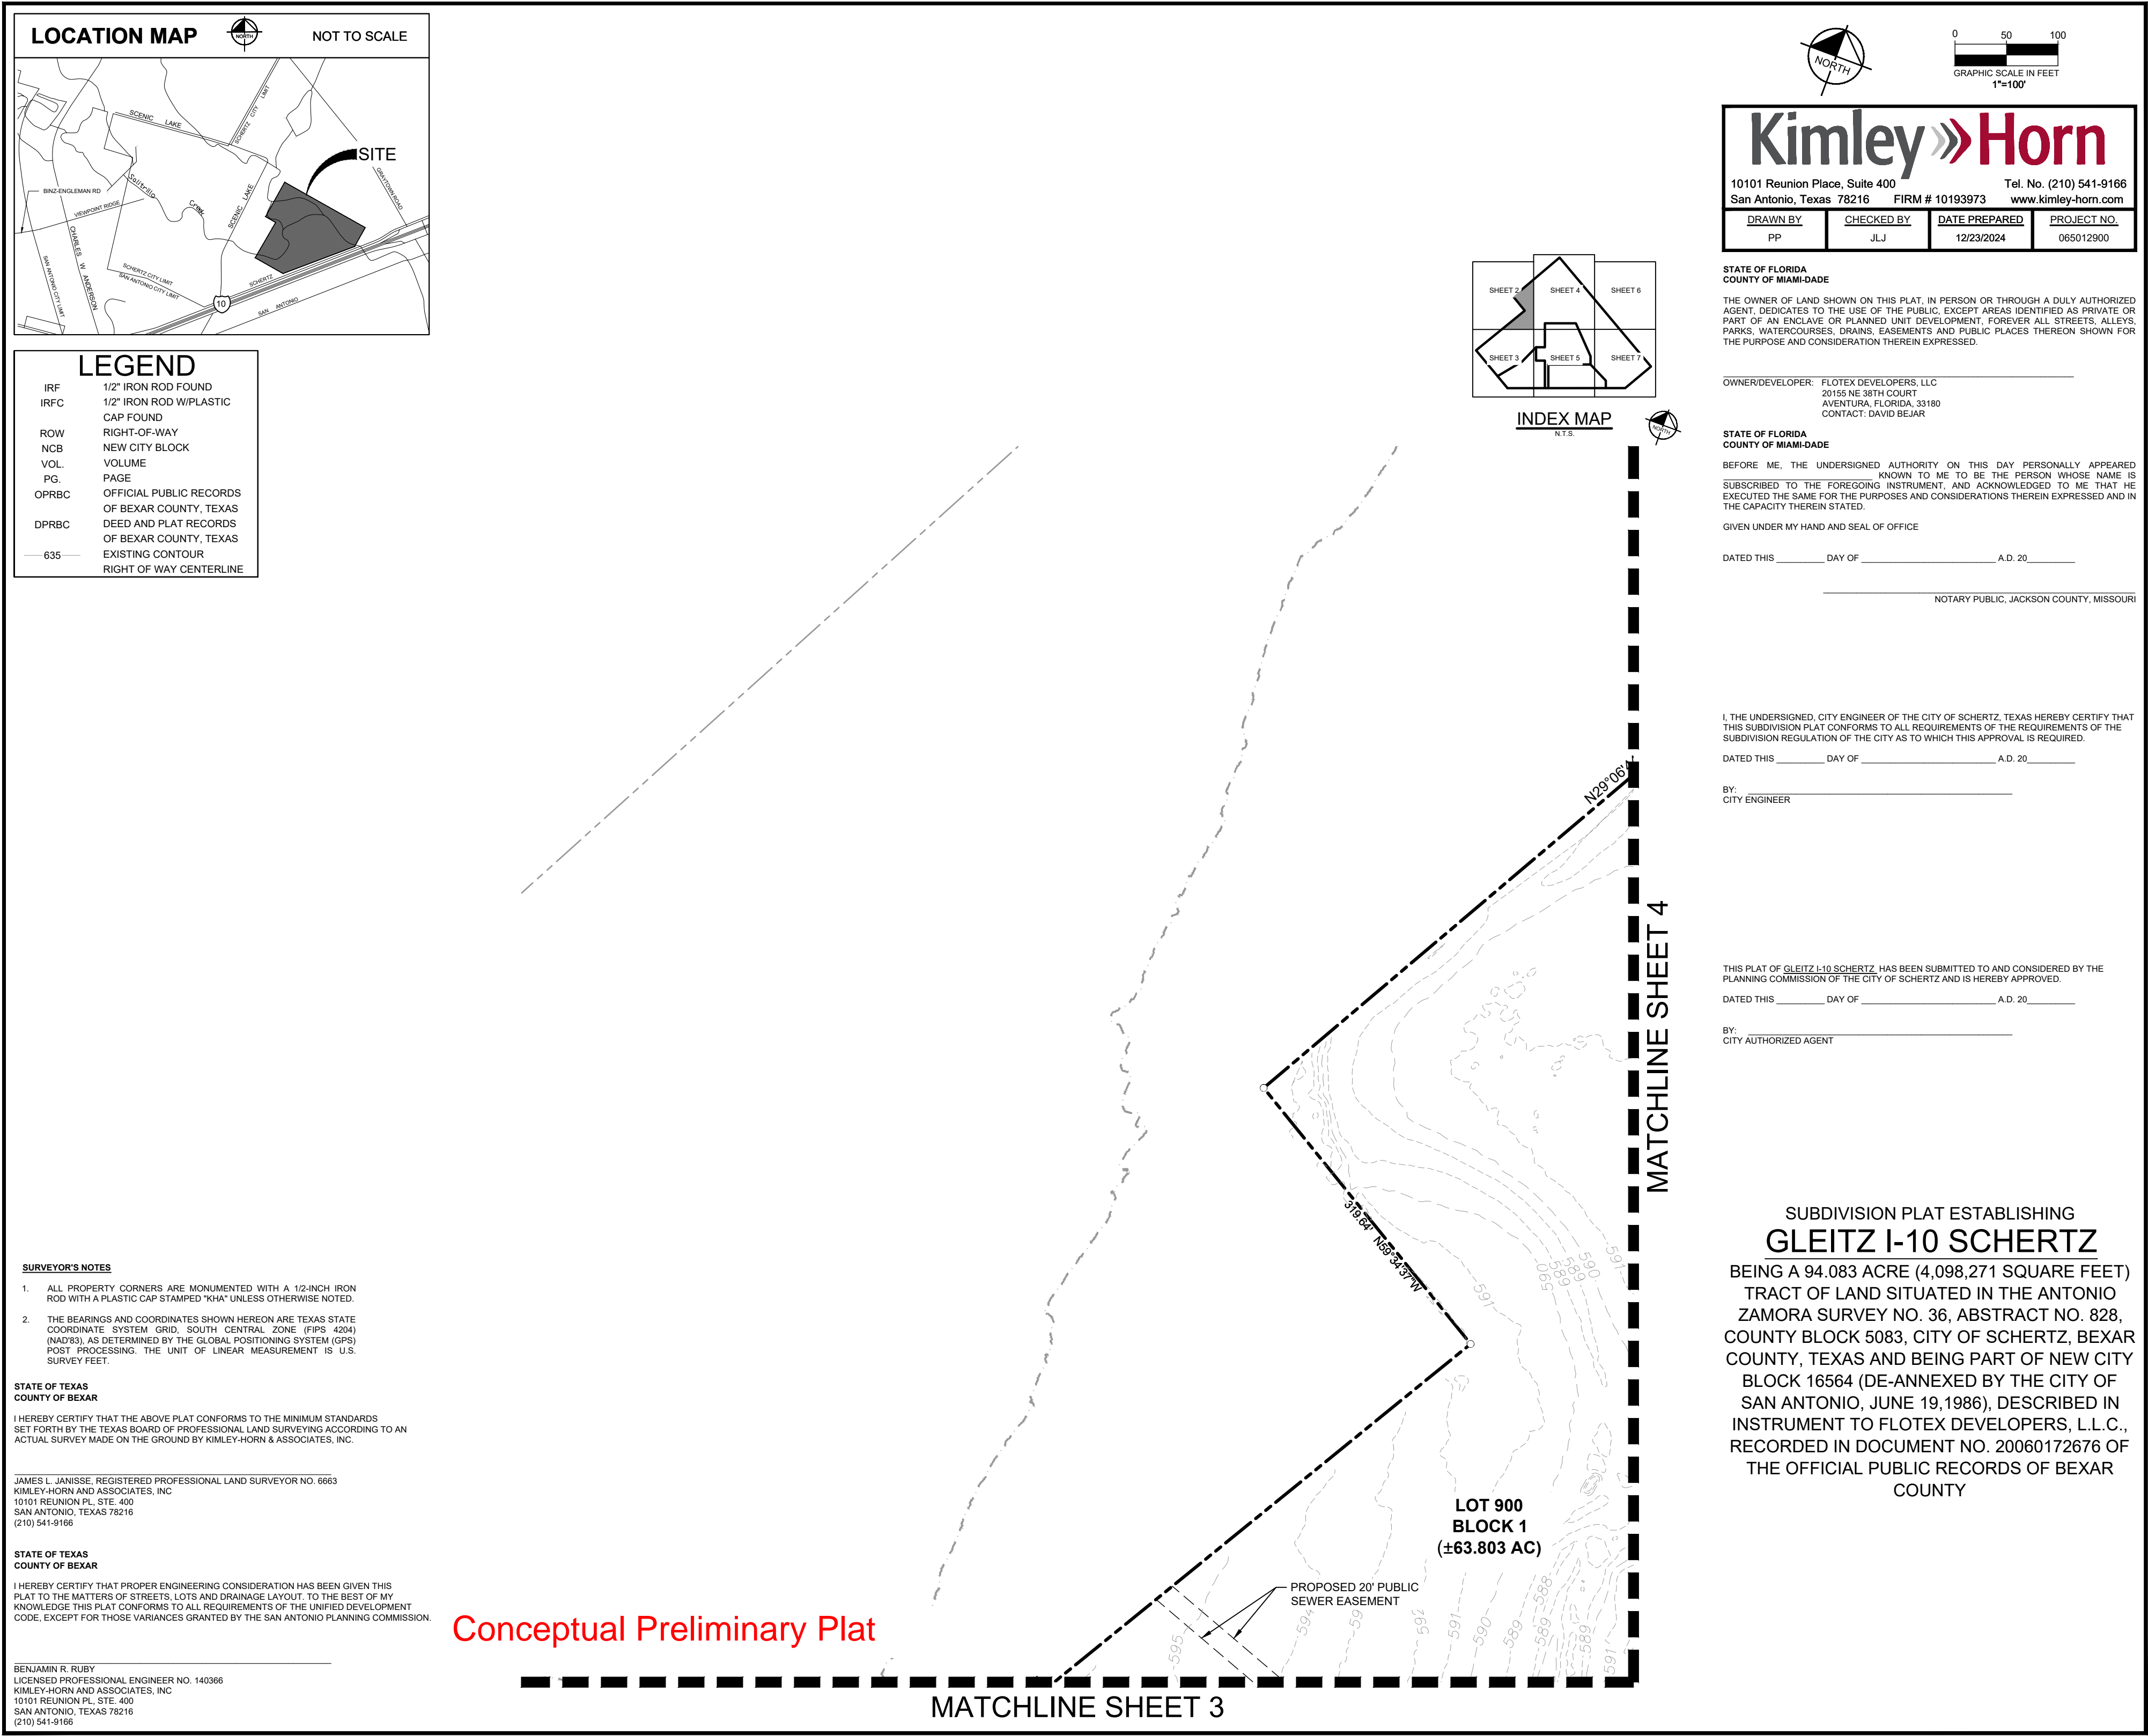 LOCATION MAP
NORTH
NOT TO SCALE
SCENIC LAKE
SCHERTZ CITY LIMIT
SITE
GRAYTOWN ROAD
BINZ-ENGLEMAN RD
VIEWPOINT RIDGE
Salitrillo Creek
SCENIC LAKE
CHARLES W ANDERSON
SAN ANTONIO CITY LIMIT
SCHERTZ CITY LIMIT
SAN ANTONIO CITY LIMIT
SCHERTZ
SAN ANTONIO
10
LEGEND
IRF 1/2" IRON ROD FOUND
IRFC 1/2" IRON ROD W/PLASTIC
CAP FOUND
ROW RIGHT-OF-WAY
NCB NEW CITY BLOCK
VOL. VOLUME
PG. PAGE
OPRBC OFFICIAL PUBLIC RECORDS
OF BEXAR COUNTY, TEXAS
DPRBC DEED AND PLAT RECORDS
OF BEXAR COUNTY, TEXAS
635 EXISTING CONTOUR
RIGHT OF WAY CENTERLINE
SURVEYOR'S NOTES
1. ALL PROPERTY CORNERS ARE MONUMENTED WITH A 1/2-INCH IRON
ROD WITH A PLASTIC CAP STAMPED "KHA" UNLESS OTHERWISE NOTED.
2. THE BEARINGS AND COORDINATES SHOWN HEREON ARE TEXAS STATE
COORDINATE SYSTEM GRID, SOUTH CENTRAL ZONE (FIPS 4204)
(NAD'83), AS DETERMINED BY THE GLOBAL POSITIONING SYSTEM (GPS)
POST PROCESSING. THE UNIT OF LINEAR MEASUREMENT IS U.S.
SURVEY FEET.
STATE OF TEXAS
COUNTY OF BEXAR
I HEREBY CERTIFY THAT THE ABOVE PLAT CONFORMS TO THE MINIMUM STANDARDS
SET FORTH BY THE TEXAS BOARD OF PROFESSIONAL LAND SURVEYING ACCORDING TO AN
ACTUAL SURVEY MADE ON THE GROUND BY KIMLEY-HORN & ASSOCIATES, INC.
JAMES L. JANISSE, REGISTERED PROFESSIONAL LAND SURVEYOR NO. 6663
KIMLEY-HORN AND ASSOCIATES, INC
10101 REUNION PL, STE. 400
SAN ANTONIO, TEXAS 78216
(210) 541-9166
STATE OF TEXAS
COUNTY OF BEXAR
I HEREBY CERTIFY THAT PROPER ENGINEERING CONSIDERATION HAS BEEN GIVEN THIS
PLAT TO THE MATTERS OF STREETS, LOTS AND DRAINAGE LAYOUT. TO THE BEST OF MY
KNOWLEDGE THIS PLAT CONFORMS TO ALL REQUIREMENTS OF THE UNIFIED DEVELOPMENT
CODE, EXCEPT FOR THOSE VARIANCES GRANTED BY THE SAN ANTONIO PLANNING COMMISSION.
BENJAMIN R. RUBY
LICENSED PROFESSIONAL ENGINEER NO. 140366
KIMLEY-HORN AND ASSOCIATES, INC
10101 REUNION PL, STE. 400
SAN ANTONIO, TEXAS 78216
(210) 541-9166
Conceptual Preliminary Plat
SHEET 2 SHEET 4 SHEET 6
SHEET 3 SHEET 5 SHEET 7
INDEX MAP
N.T.S.
NORTH
N29°06'4
319.64' N59°34'37"W
MATCHLINE SHEET 4
591
590
589
589
590
591
LOT 900
BLOCK 1
(±63.803 AC)
PROPOSED 20' PUBLIC
SEWER EASEMENT
595
594
591
590
589
589
588
589
591
MATCHLINE SHEET 3
NORTH
0 50 100
GRAPHIC SCALE IN FEET
1"=100'
Kimley Horn
10101 Reunion Place, Suite 400 Tel. No. (210) 541-9166
San Antonio, Texas 78216 FIRM # 10193973 www.kimley-horn.com
DRAWN BY CHECKED BY DATE PREPARED PROJECT NO.
PP JLJ 12/23/2024 065012900
STATE OF FLORIDA
COUNTY OF MIAMI-DADE
THE OWNER OF LAND SHOWN ON THIS PLAT, IN PERSON OR THROUGH A DULY AUTHORIZED
AGENT, DEDICATES TO THE USE OF THE PUBLIC, EXCEPT AREAS IDENTIFIED AS PRIVATE OR
PART OF AN ENCLAVE OR PLANNED UNIT DEVELOPMENT, FOREVER ALL STREETS, ALLEYS,
PARKS, WATERCOURSES, DRAINS, EASEMENTS AND PUBLIC PLACES THEREON SHOWN FOR
THE PURPOSE AND CONSIDERATION THEREIN EXPRESSED.
OWNER/DEVELOPER: FLOTEX DEVELOPERS, LLC
20155 NE 38TH COURT
AVENTURA, FLORIDA, 33180
CONTACT: DAVID BEJAR
STATE OF FLORIDA
COUNTY OF MIAMI-DADE
BEFORE ME, THE UNDERSIGNED AUTHORITY ON THIS DAY PERSONALLY APPEARED
____________________ KNOWN TO ME TO BE THE PERSON WHOSE NAME IS
SUBSCRIBED TO THE FOREGOING INSTRUMENT, AND ACKNOWLEDGED TO ME THAT HE
EXECUTED THE SAME FOR THE PURPOSES AND CONSIDERATIONS THEREIN EXPRESSED AND IN
THE CAPACITY THEREIN STATED.
GIVEN UNDER MY HAND AND SEAL OF OFFICE
DATED THIS __________ DAY OF ____________________ A.D. 20__________
NOTARY PUBLIC, JACKSON COUNTY, MISSOURI
I, THE UNDERSIGNED, CITY ENGINEER OF THE CITY OF SCHERTZ, TEXAS HEREBY CERTIFY THAT
THIS SUBDIVISION PLAT CONFORMS TO ALL REQUIREMENTS OF THE REQUIREMENTS OF THE
SUBDIVISION REGULATION OF THE CITY AS TO WHICH THIS APPROVAL IS REQUIRED.
DATED THIS __________ DAY OF ____________________ A.D. 20__________
BY: ____________________
CITY ENGINEER
THIS PLAT OF GLEITZ I-10 SCHERTZ HAS BEEN SUBMITTED TO AND CONSIDERED BY THE
PLANNING COMMISSION OF THE CITY OF SCHERTZ AND IS HEREBY APPROVED.
DATED THIS __________ DAY OF ____________________ A.D. 20__________
BY: ____________________
CITY AUTHORIZED AGENT
SUBDIVISION PLAT ESTABLISHING
GLEITZ I-10 SCHERTZ
BEING A 94.083 ACRE (4,098,271 SQUARE FEET)
TRACT OF LAND SITUATED IN THE ANTONIO
ZAMORA SURVEY NO. 36, ABSTRACT NO. 828,
COUNTY BLOCK 5083, CITY OF SCHERTZ, BEXAR
COUNTY, TEXAS AND BEING PART OF NEW CITY
BLOCK 16564 (DE-ANNEXED BY THE CITY OF
SAN ANTONIO, JUNE 19,1986), DESCRIBED IN
INSTRUMENT TO FLOTEX DEVELOPERS, L.L.C.,
RECORDED IN DOCUMENT NO. 20060172676 OF
THE OFFICIAL PUBLIC RECORDS OF BEXAR
COUNTY